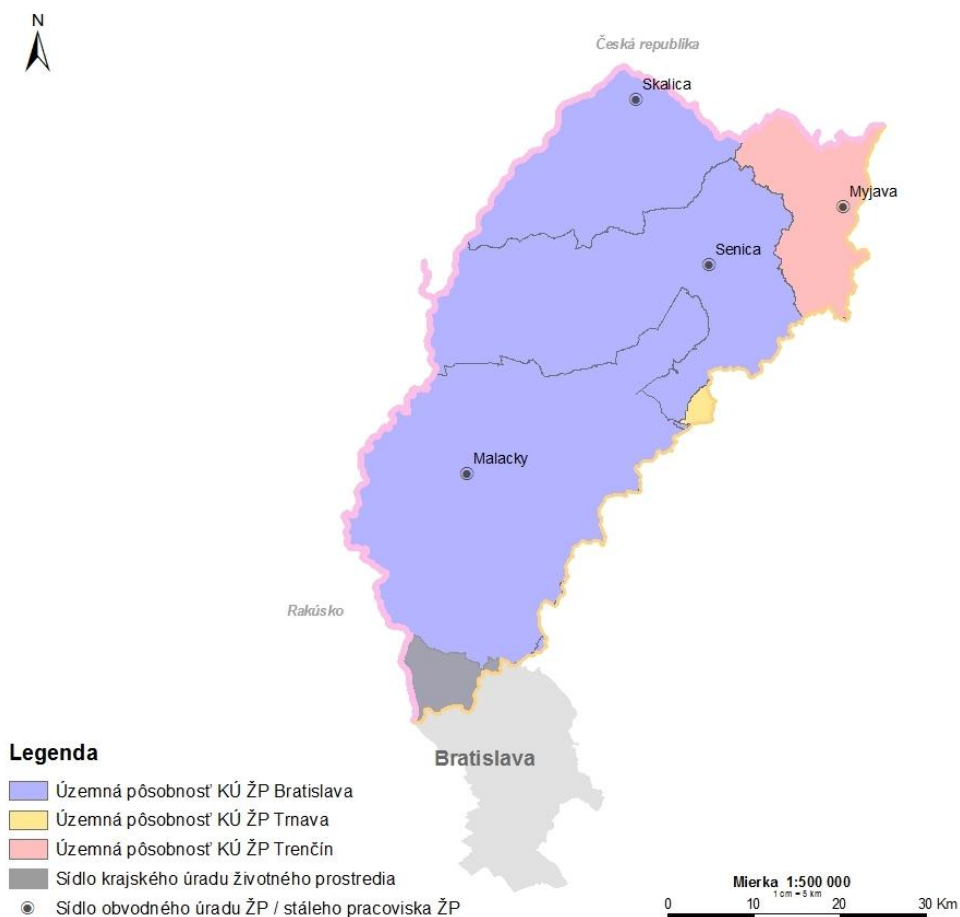 N
Česká republika
Skalica
Myjava
Senica
Malacky
Rakúsko
Bratislava
Legenda
Územná pôsobnosť KÚ ŽP Bratislava
Územná pôsobnosť KÚ ŽP Trnava
Územná pôsobnosť KÚ ŽP Trenčín
Sídlo krajského úradu životného prostredia
Sídlo obvodného úradu ŽP / stáleho pracoviska ŽP
Mierka 1:500 000
1 cm = 5 km
0 10 20 30 Km